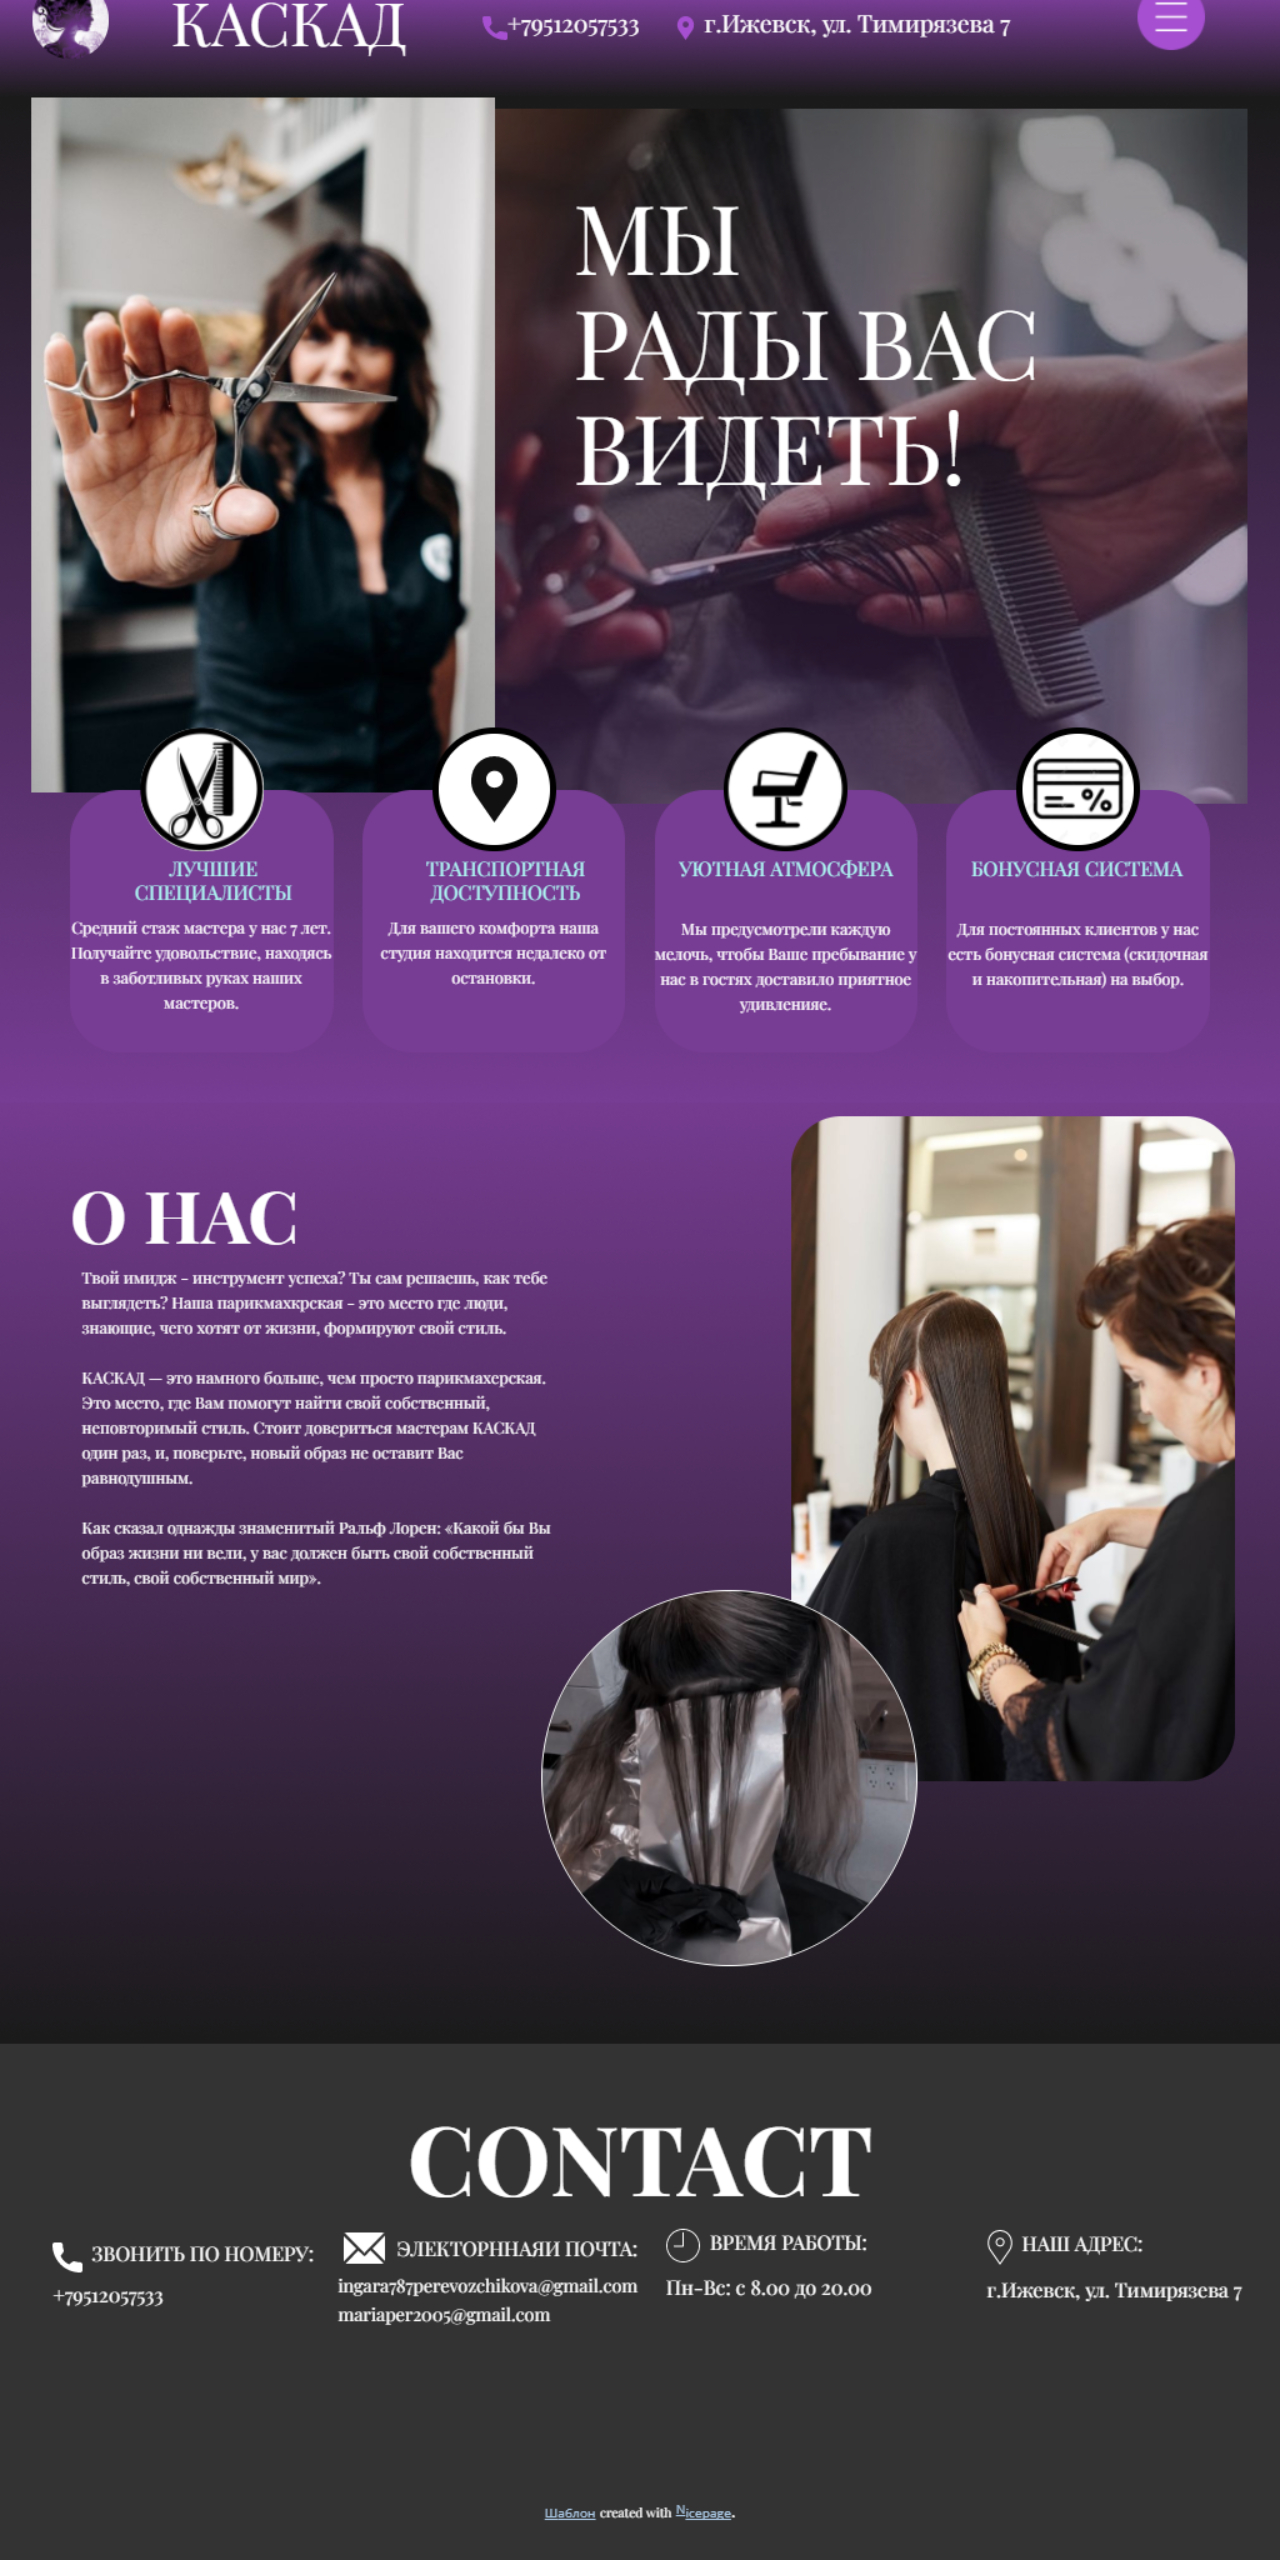 КАСКАД
+79512057533
г.Ижевск, ул. Тимирязева 7
МЫ
РАДЫ ВАС
ВИДЕТЬ!
ЛУЧШИЕ
СПЕЦИАЛИСТЫ
Средний стаж мастера у нас 7 лет.
Получайте удовольствие, находясь
в заботливых руках наших
мастеров.
ТРАНСПОРТНАЯ
ДОСТУПНОСТЬ
Для вашего комфорта наша
студия находится недалеко от
остановки.
УЮТНАЯ АТМОСФЕРА
Мы предусмотрели каждую
мелочь, чтобы Ваше пребывание у
нас в гостях доставило приятное
удивленияе.
БОНУСНАЯ СИСТЕМА
Для постоянных клиентов у нас
есть бонусная система (скидочная
и накопительная) на выбор.
О НАС
Твой имидж - инструмент успеха? Ты сам решаешь, как тебе
выглядеть? Наша парикмахкрская - это место где люди,
знающие, чего хотят от жизни, формируют свой стиль.
КАСКАД — это намного больше, чем просто парикмахерская.
Это место, где Вам помогут найти свой собственный,
неповторимый стиль. Стоит довериться мастерам КАСКАД
один раз, и, поверьте, новый образ не оставит Вас
равнодушным.
Как сказал однажды знаменитый Ральф Лорен: «Какой бы Вы
образ жизни ни вели, у вас должен быть свой собственный
стиль, свой собственный мир».
CONTACT
ЗВОНИТЬ ПО НОМЕРУ:
+79512057533
ЭЛЕКТОРННАЯИ ПОЧТА:
ingara787perevozchikova@gmail.com
mariaper2005@gmail.com
ВРЕМЯ РАБОТЫ:
Пн-Вс: с 8.00 до 20.00
НАШ АДРЕС:
г.Ижевск, ул. Тимирязева 7
Шаблон created with Nicepage.